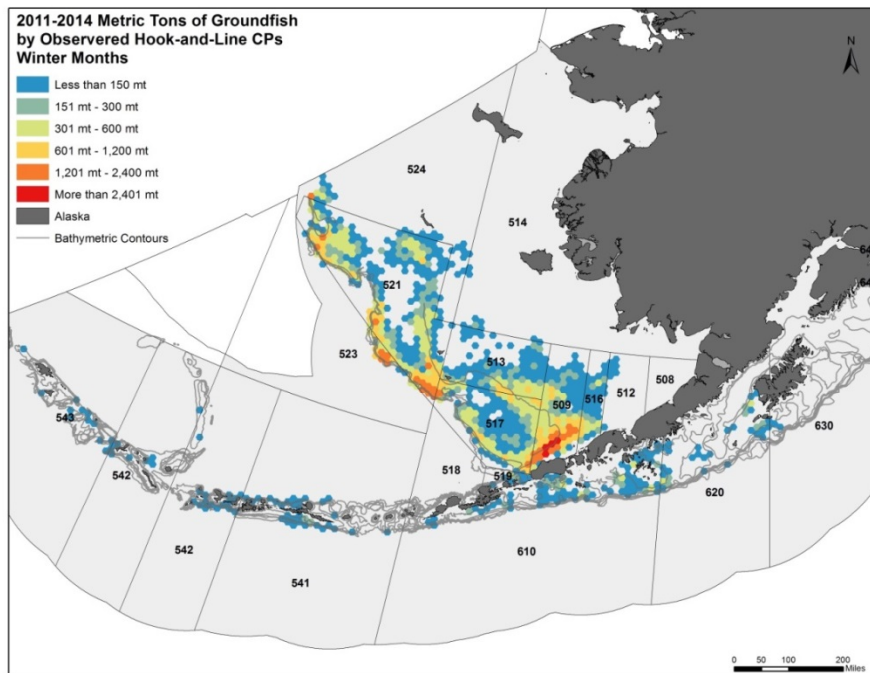 2011-2014 Metric Tons of Groundfish
by Observered Hook-and-Line CPs
Winter Months
Less than 150 mt
151 mt - 300 mt
301 mt - 600 mt
601 mt - 1,200 mt
1,201 mt - 2,400 mt
More than 2,401 mt
Alaska
Bathymetric Contours
N
524
514
64
64
521
523
513
512
508
509
516
517
543
630
542
518
519
620
610
542
541
0 50 100 200
Miles